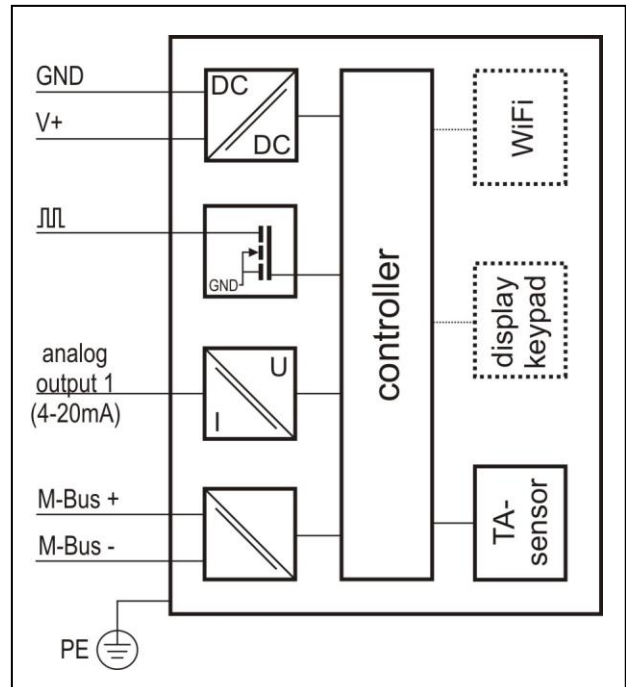 GND
V+
DC
DC
GND
analog
output 1
(4-20mA)
U
I
M-Bus +
M-Bus -
PE
controller
WiFi
display
keypad
TA-
sensor